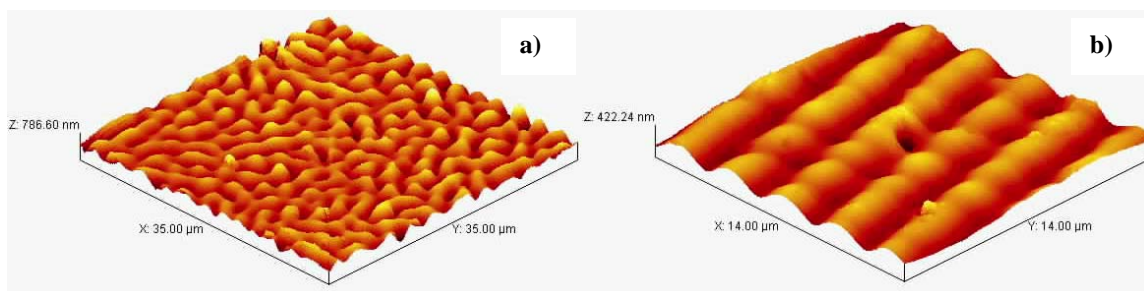 a)
Z: 786.60 nm
X: 35.00 µm
Y: 35.00 µm
b)
Z: 422.24 nm
X: 14.00 µm
Y: 14.00 µm